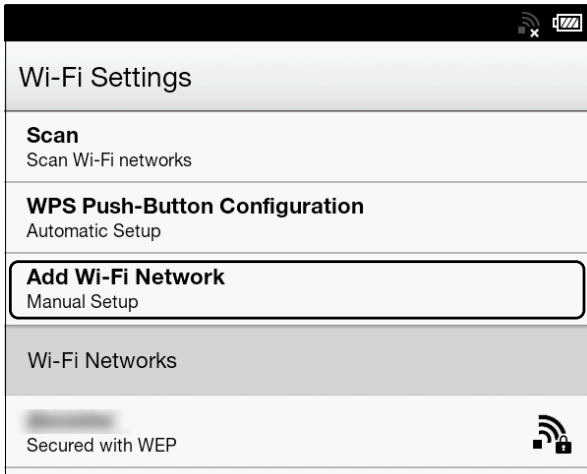 Wi-Fi Settings
Scan
Scan Wi-Fi networks
WPS Push-Button Configuration
Automatic Setup
Add Wi-Fi Network
Manual Setup
Wi-Fi Networks
Secured with WEP